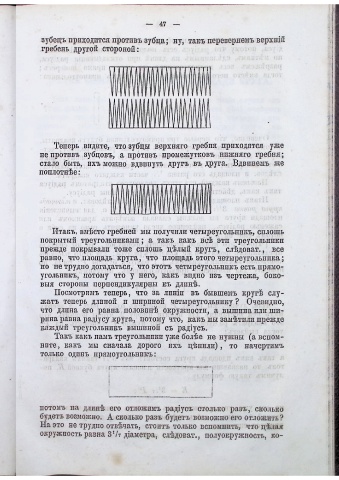 — 47 —
зубецъ приходится противъ зубца; ну, такъ перевернемъ верхній
гребень другой стороной:
Теперь видите, что зубцы верхняго гребня приходятся уже
не противъ зубцовъ, а противъ промежутковъ нижняго гребня;
стало быть, ихъ можно вдвинуть другъ въ друга. Вдвинемъ же
поплотнѣе:
Итакъ, вмѣсто гребней мы получили четыреугольникъ, сплошь
покрытый треугольниками; а такъ какъ всѣ эти треугольники
прежде покрывали тоже сплошь цѣлый кругъ, слѣдоват., все
равно, что площадь круга, что площадь этого четыреугольника;
но не трудно догадаться, что этотъ четыреугольникъ есть прямо-
угольникъ, потому что у него, какъ видно изъ чертежа, боко-
выя стороны перпендикулярны къ длинѣ.
Посмотримъ теперь, что за линіи въ бывшемъ кругѣ слу-
жатъ теперь длиной и шириной четыреугольнику? Очевидно,
что длина его равна половинѣ окружности, а вышина или ши-
рина равна радіусу круга, потому что, какъ мы замѣтили прежде
каждый треугольникъ вышиной съ радіусъ.
Такъ какъ намъ треугольники уже болѣе не нужны (а вспом-
ните, какъ мы сначала дорого ихъ цѣнили), то начертимъ
только одинъ прямоугольникъ:
потомъ на длинѣ его отложимъ радіусъ столько разъ, сколько
будетъ возможно. А сколько разъ будетъ возможно его отложить?
На это не трудно отвѣчать, стоитъ только вспомнить, что цѣлая
окружность равна 3¹/₇ діаметра, слѣдоват., полуокружность, ко-